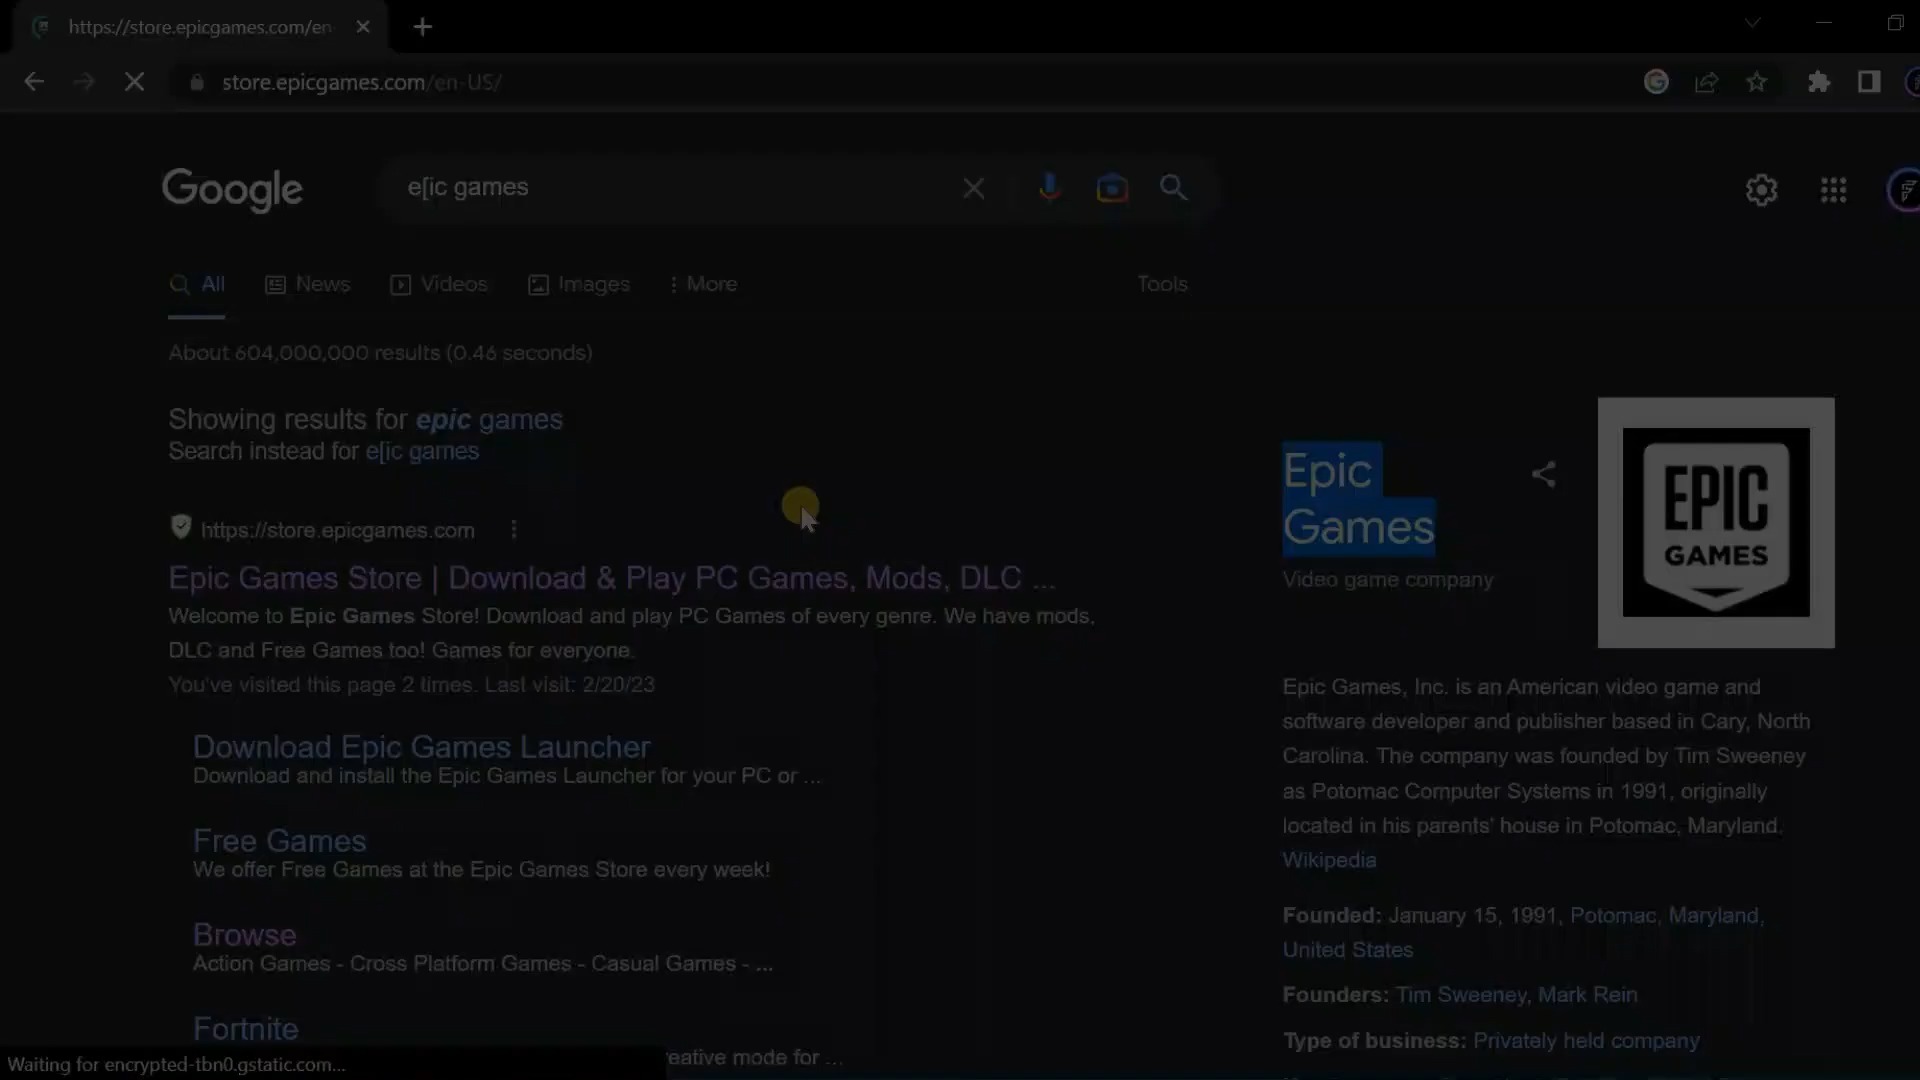 https://store.epicgames.com/en
store.epicgames.com/en-US/
Google
e[ic games
All
News
Videos
Images
More
Tools
About 604,000,000 results (0.46 seconds)
Showing results for epic games
Search instead for e[ic games
https://store.epicgames.com
Epic Games Store | Download & Play PC Games, Mods, DLC ...
Welcome to Epic Games Store! Download and play PC Games of every genre. We have mods,
DLC and Free Games too! Games for everyone.
You've visited this page 2 times. Last visit: 2/20/23
Download Epic Games Launcher
Download and install the Epic Games Launcher for your PC or ...
Free Games
We offer Free Games at the Epic Games Store every week!
Browse
Action Games - Cross Platform Games - Casual Games - ...
Fortnite
reative mode for ...
Waiting for encrypted-tbn0.gstatic.com...
Epic
Games
Video game company
EPIC
GAMES
Epic Games, Inc. is an American video game and
software developer and publisher based in Cary, North
Carolina. The company was founded by Tim Sweeney
as Potomac Computer Systems in 1991, originally
located in his parents' house in Potomac, Maryland.
Wikipedia
Founded: January 15, 1991, Potomac, Maryland,
United States
Founders: Tim Sweeney, Mark Rein
Type of business: Privately held company